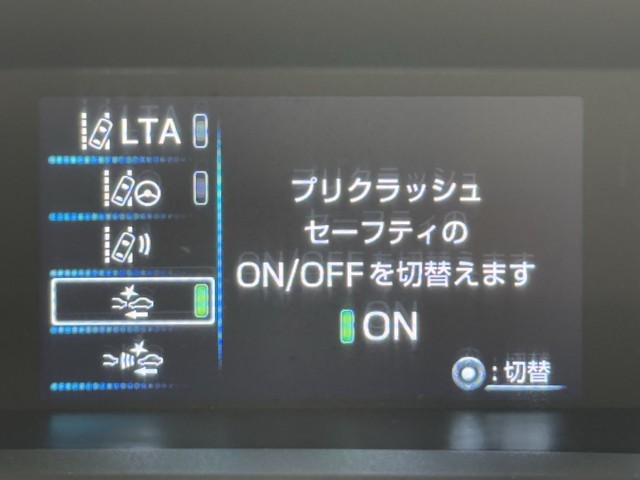 LTA
プリクラッシュ
セーフティの
ON/OFFを切替えます
ON
:切替